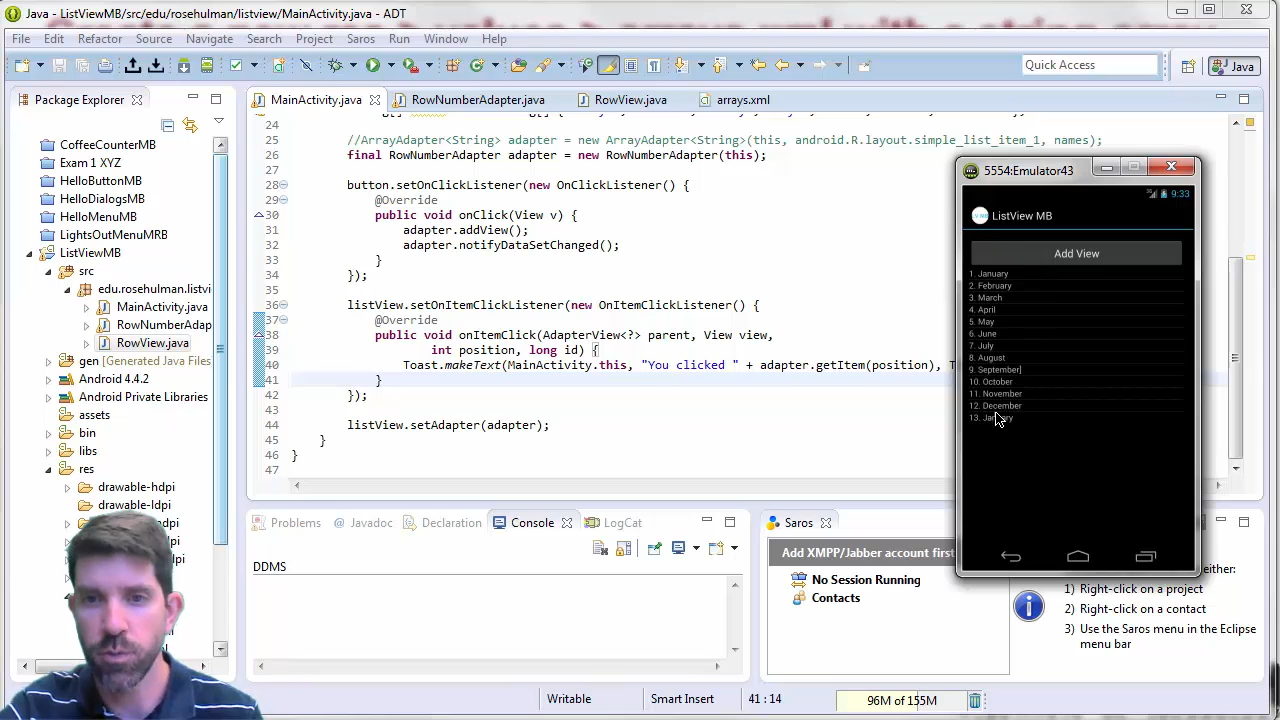 Java - ListViewMB/src/edu/rosehulman/listview/MainActivity.java - ADT
File Edit Refactor Source Navigate Search Project Saros Run Window Help
Quick Access
Java
Package Explorer
CoffeeCounterMB
Exam 1 XYZ
HelloButtonMB
HelloDialogsMB
HelloMenuMB
LightsOutMenuMRB
ListViewMB
src
edu.rosehulman.listvi
MainActivity.java
RowNumberAdap
RowView.java
gen [Generated Java Files]
Android 4.4.2
Android Private Libraries
assets
bin
libs
res
drawable-hdpi
drawable-ldpi
MainActivity.java
RowNumberAdapter.java
RowView.java
arrays.xml
24
25 //ArrayAdapter<String> adapter = new ArrayAdapter<String>(this, android.R.layout.simple_list_item_1, names);
26 final RowNumberAdapter adapter = new RowNumberAdapter(this);
27
28 button.setOnClickListener(new OnClickListener() {
29 @Override
30 public void onClick(View v) {
31 adapter.addView();
32 adapter.notifyDataSetChanged();
33 }
34 });
35
36 listView.setOnItemClickListener(new OnItemClickListener() {
37 @Override
38 public void onItemClick(AdapterView<?> parent, View view,
39 int position, long id) {
40 Toast.makeText(MainActivity.this, "You clicked " + adapter.getItem(position), T
41 }
42 });
43
44 listView.setAdapter(adapter);
45 }
46 }
47
5554:Emulator43
9:33
ListView MB
Add View
1. January
2. February
3. March
4. April
5. May
6. June
7. July
8. August
9. September
10. October
11. November
12. December
13. January
Problems
@ Javadoc
Declaration
Console
LogCat
DDMS
Saros
Add XMPP/Jabber account first
No Session Running
Contacts
either:
1) Right-click on a project
2) Right-click on a contact
3) Use the Saros menu in the Eclipse
menu bar
Writable
Smart Insert
41 : 14
96M of 155M